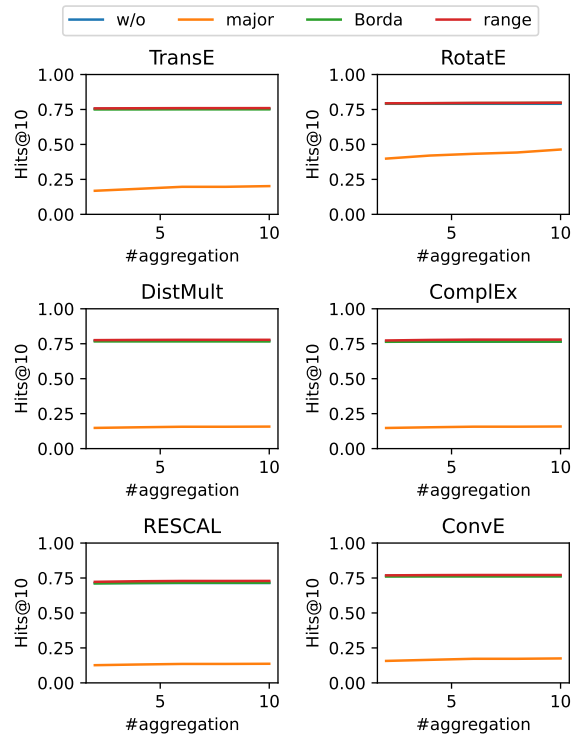 w/o major Borda range
TransE RotatE
1.00 1.00
0.75 0.75
Hits@10 0.50 Hits@10 0.50
0.25 0.25
0.00 0.00
5 10 5 10
#aggregation #aggregation
DistMult ComplEx
1.00 1.00
0.75 0.75
Hits@10 0.50 Hits@10 0.50
0.25 0.25
0.00 0.00
5 10 5 10
#aggregation #aggregation
RESCAL ConvE
1.00 1.00
0.75 0.75
Hits@10 0.50 Hits@10 0.50
0.25 0.25
0.00 0.00
5 10 5 10
#aggregation #aggregation